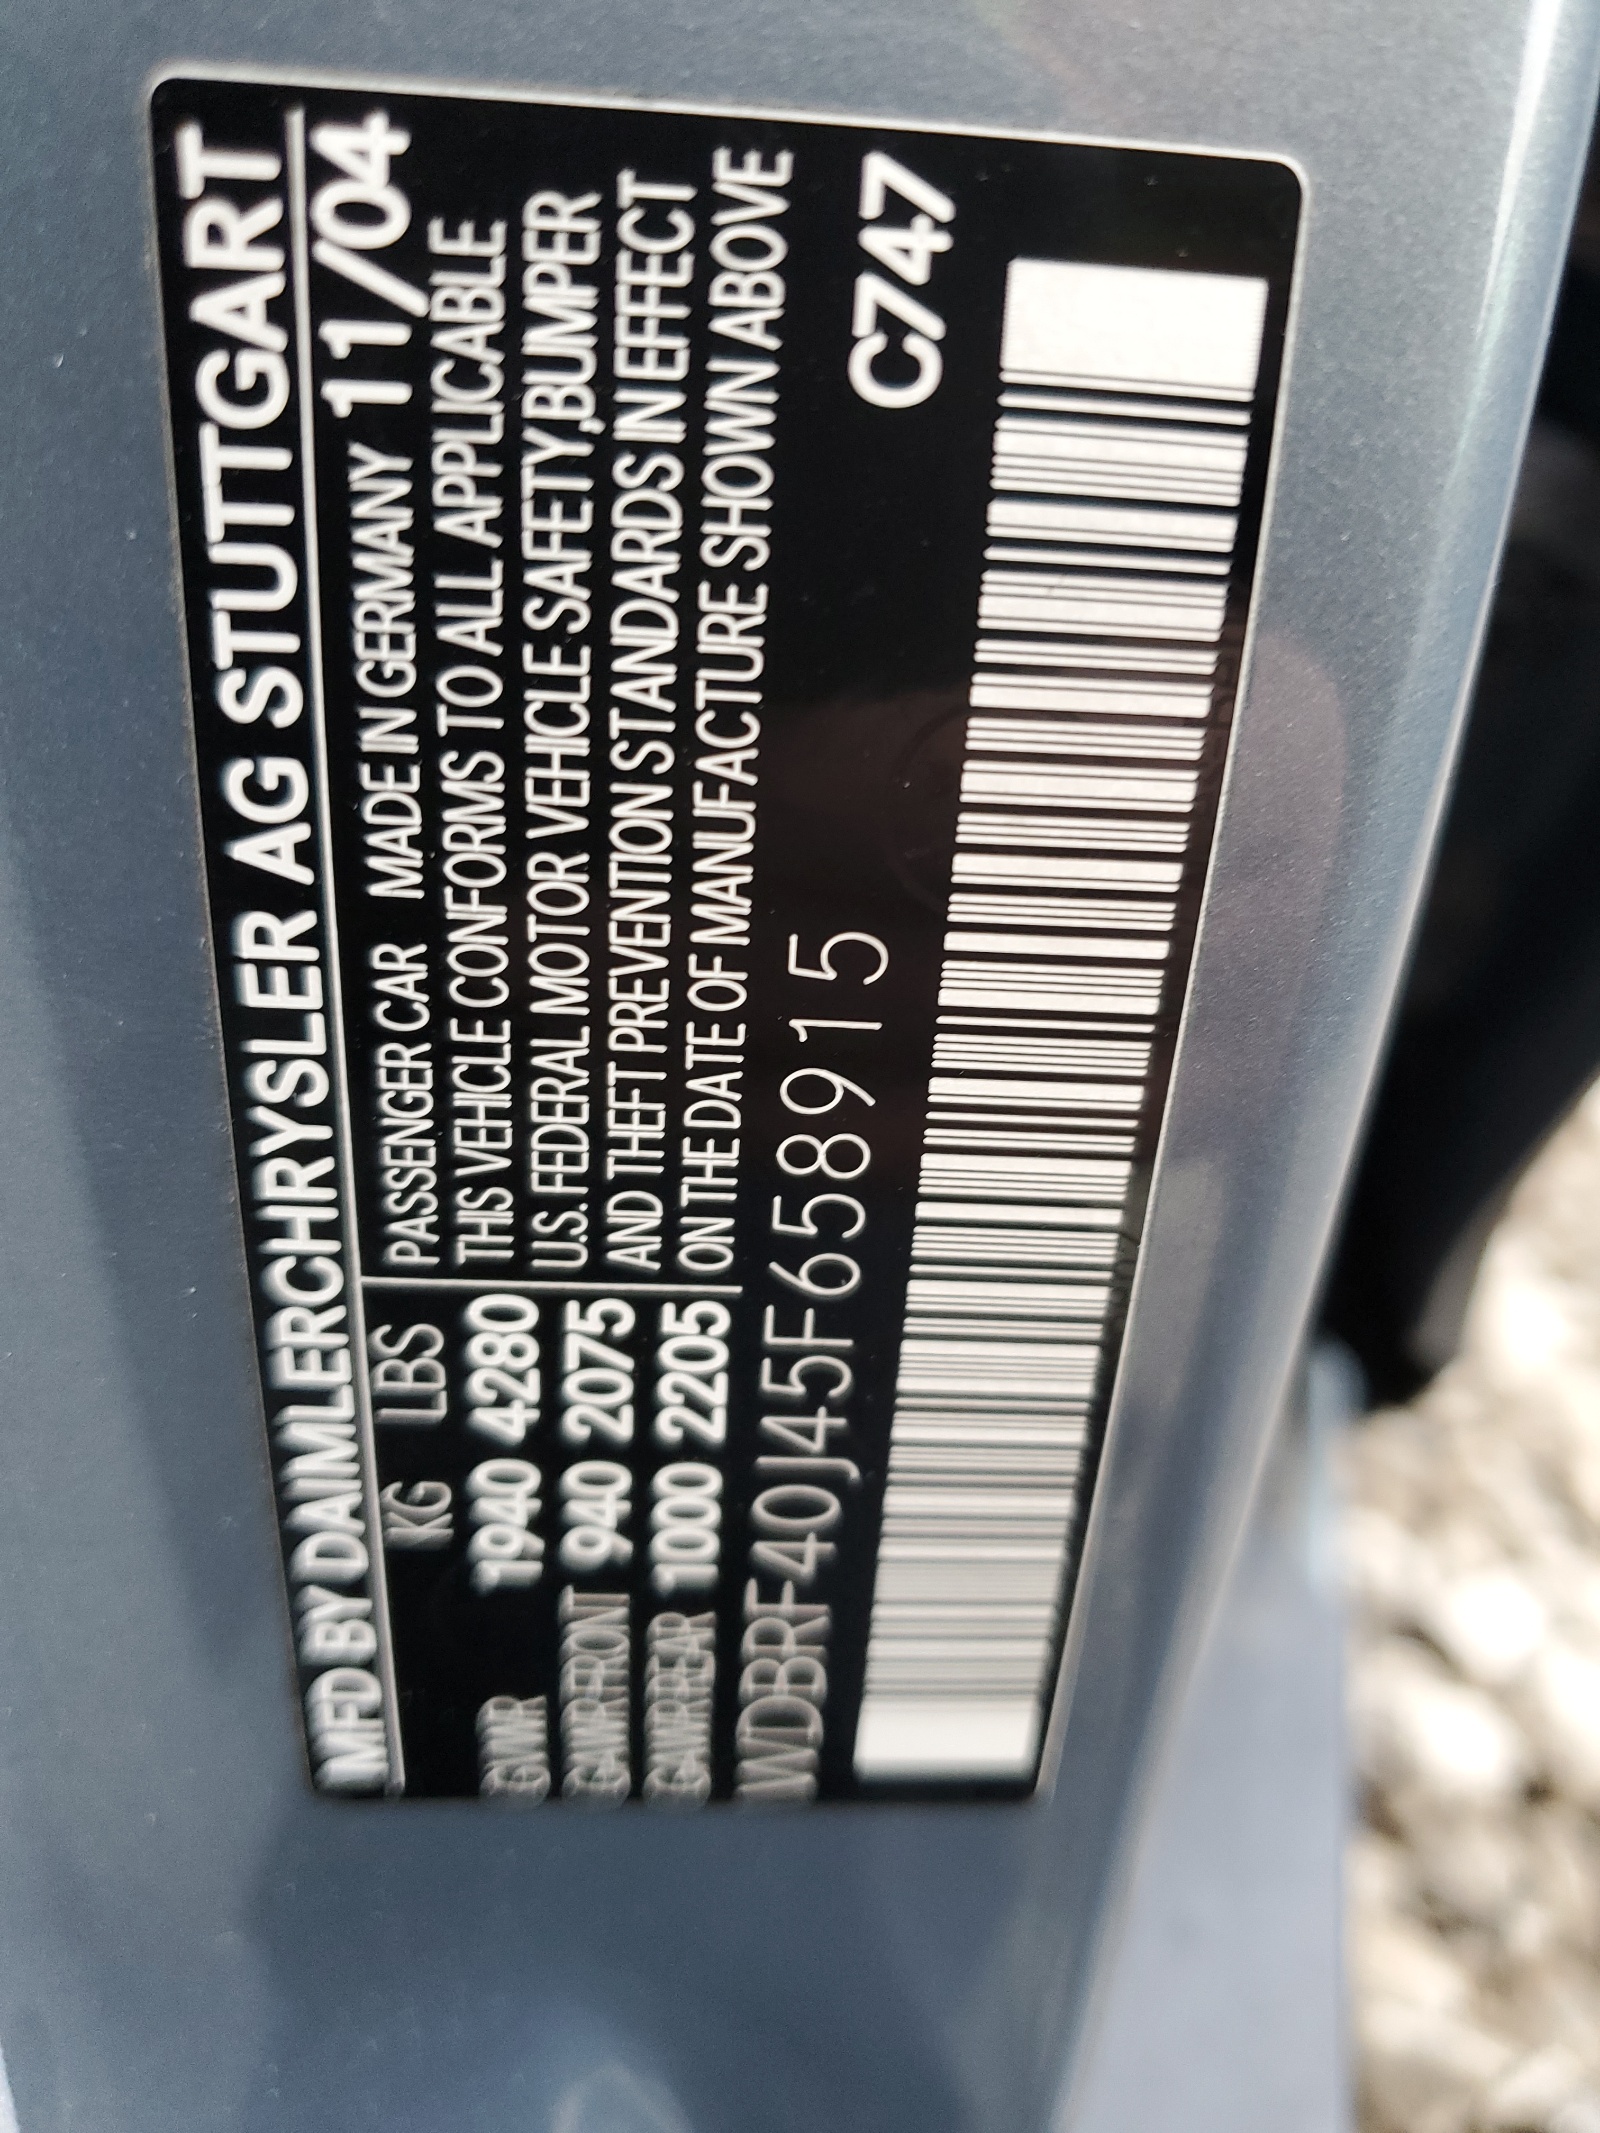 MFD BY DAIMLERCHRYSLER AG STUTTGART
KG LBS PASSENGER CAR MADE IN GERMANY 11/04
GVWR 1940 4280 THIS VEHICLE CONFORMS TO ALL APPLICABLE
GAWR FRONT 940 2075 U.S. FEDERAL MOTOR VEHICLE SAFETY,BUMPER
GAWR REAR 1000 2205 AND THEFT PREVENTION STANDARDS IN EFFECT
ON THE DATE OF MANUFACTURE SHOWN ABOVE
WDBRF40J45F658915
C747